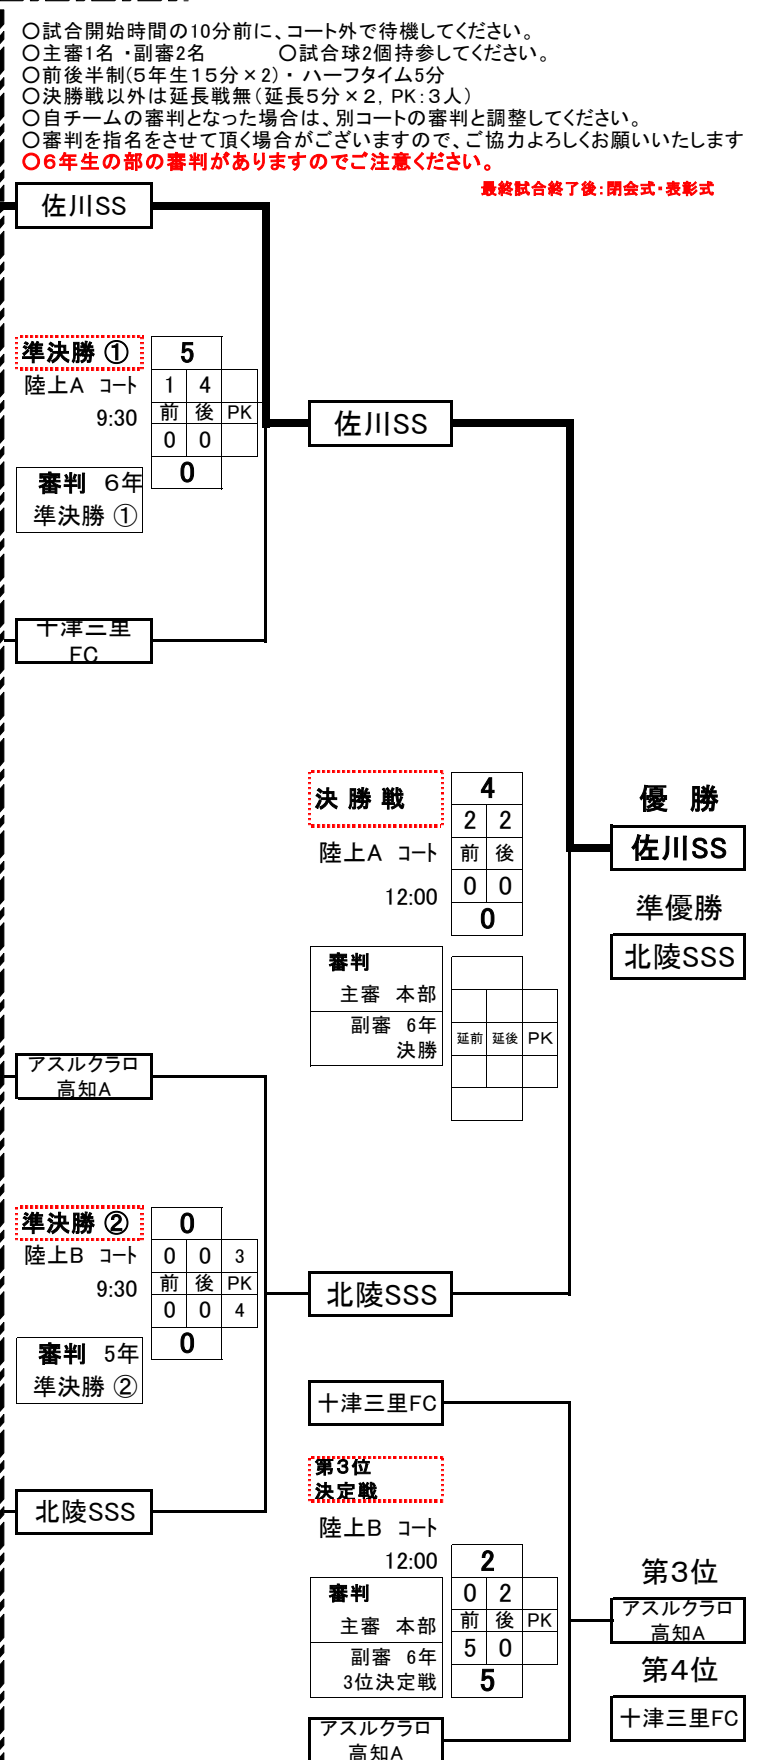 〇試合開始時間の10分前に、コート外で待機してください。
〇主審1名・副審2名　　　　〇試合球2個持参してください。
〇前後半制(5年生１５分×2)・ハーフタイム5分
〇決勝戦以外は延長戦無（延長５分×２，PK：３人）
〇自チームの審判となった場合は、別コートの審判と調整してください。
〇審判を指名をさせて頂く場合がございますので、ご協力よろしくお願いいたします
〇６年生の部の審判がありますのでご注意ください。
最終試合終了後：閉会式・表彰式
佐川SS
準決勝 ①
5
陸上A コート
1 4
9:30
前 後 PK
0 0
0
審判 ６年
準決勝 ①
佐川SS
十津三里
FC
決 勝 戦
4
2 2
陸上A コート
前 後
12:00
0 0
0
優 勝
佐川SS
準優勝
北陵SSS
審判
主審 本部
副審 6年
決勝
延前 延後 PK
アスルクラロ
高知A
準決勝 ②
0
陸上B コート
0 0 3
9:30
前 後 PK
0 0 4
0
審判 5年
準決勝 ②
北陵SSS
北陵SSS
十津三里FC
第３位
決定戦
陸上B コート
12:00
2
審判
0 2
主審 本部
前 後 PK
副審 6年
5 0
3位決定戦
5
アスルクラロ
高知A
第３位
アスルクラロ
高知A
第４位
十津三里FC